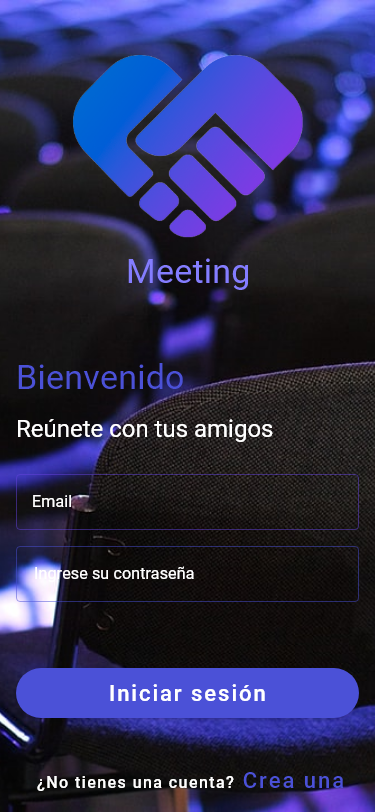 Meeting
Bienvenido
Reúnete con tus amigos
Email
Ingrese su contraseña
Iniciar sesión
¿No tienes una cuenta? Crea una